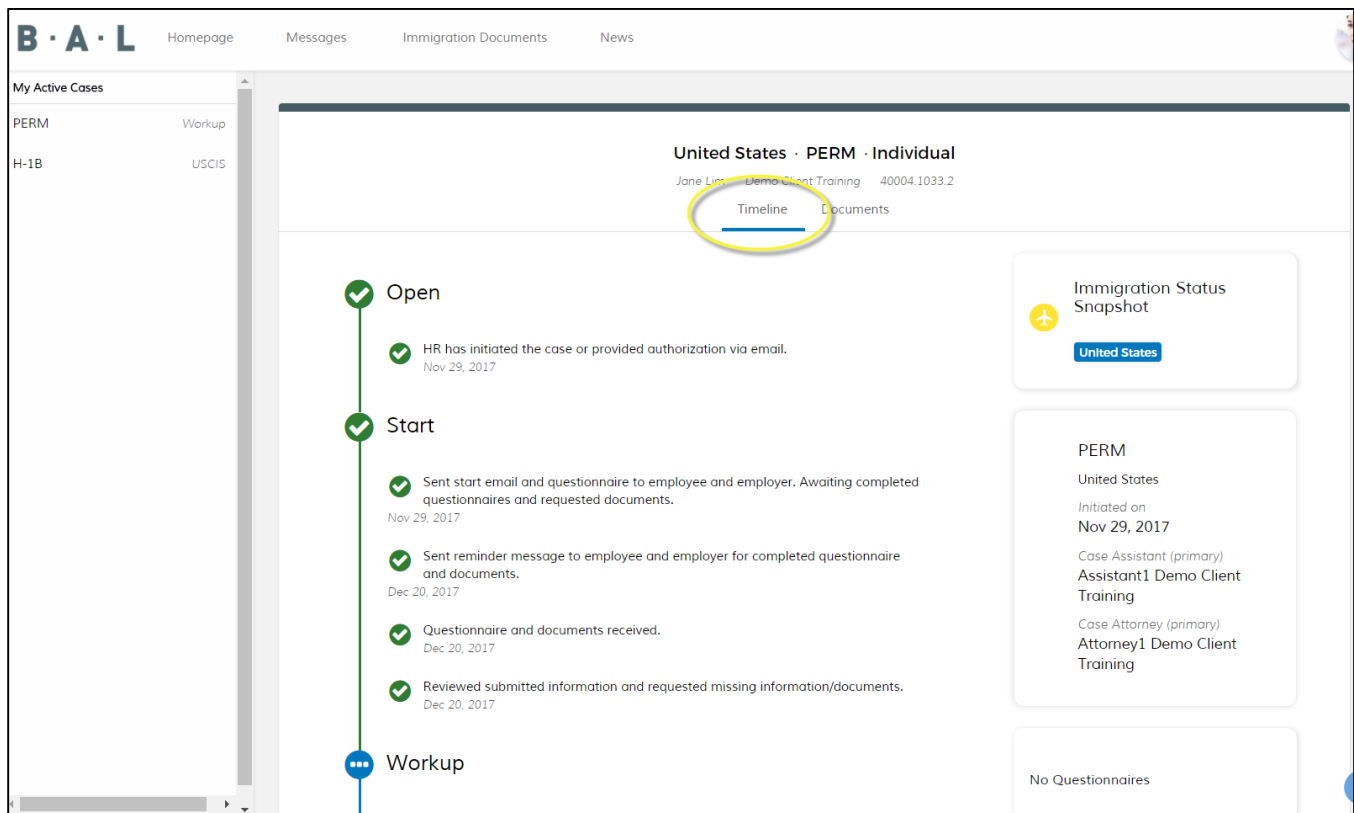 B · A · L
Homepage
Messages
Immigration Documents
News
My Active Cases
PERM Workup
H-1B USCIS
United States · PERM · Individual
Jane Lim Demo Client Training 40004.1033.2
Timeline Documents
Open
HR has initiated the case or provided authorization via email.
Nov 29, 2017
Start
Sent start email and questionnaire to employee and employer. Awaiting completed
questionnaires and requested documents.
Nov 29, 2017
Sent reminder message to employee and employer for completed questionnaire
and documents.
Dec 20, 2017
Questionnaire and documents received.
Dec 20, 2017
Reviewed submitted information and requested missing information/documents.
Dec 20, 2017
Workup
Immigration Status
Snapshot
United States
PERM
United States
Initiated on
Nov 29, 2017
Case Assistant (primary)
Assistant1 Demo Client
Training
Case Attorney (primary)
Attorney1 Demo Client
Training
No Questionnaires